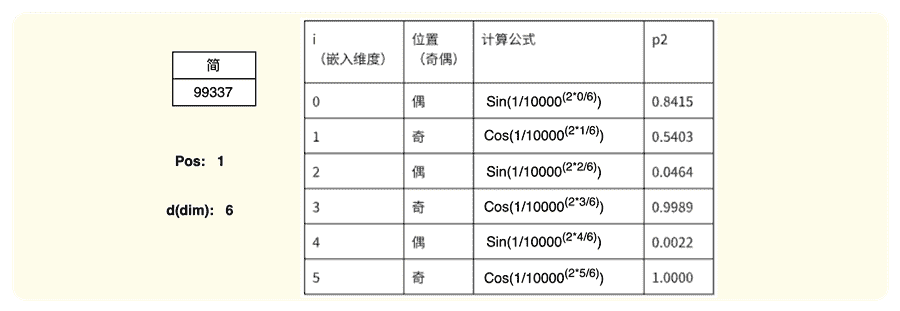 简
99337
Pos: 1
d(dim): 6
i
（嵌入维度）
位置
（奇偶）
计算公式
p2
0
偶
Sin(1/10000^(2*0/6))
0.8415
1
奇
Cos(1/10000^(2*1/6))
0.5403
2
偶
Sin(1/10000^(2*2/6))
0.0464
3
奇
Cos(1/10000^(2*3/6))
0.9989
4
偶
Sin(1/10000^(2*4/6))
0.0022
5
奇
Cos(1/10000^(2*5/6))
1.0000